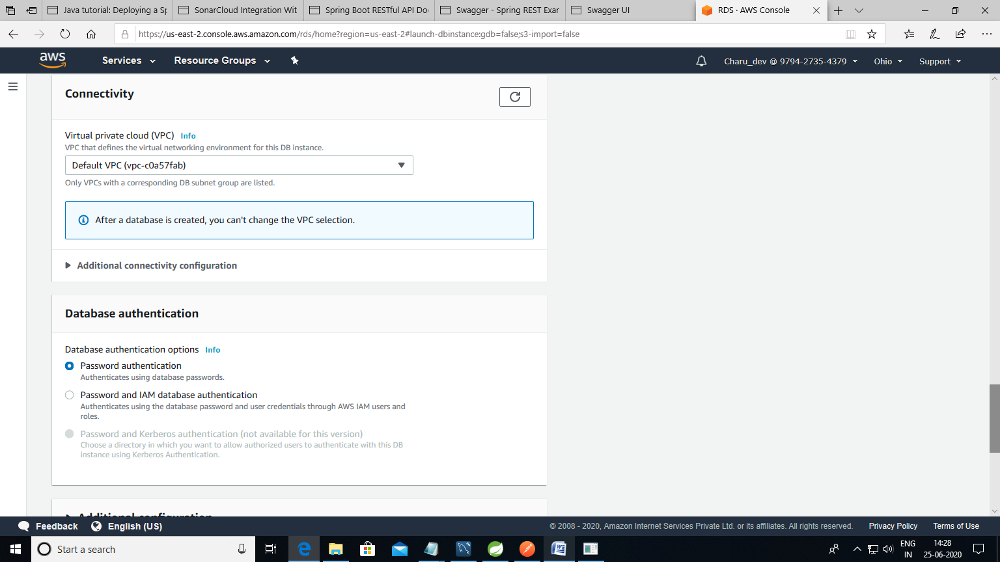 Java tutorial: Deploying a Sp
SonarCloud Integration Wit
Spring Boot RESTful API Do
Swagger - Spring REST Exar
Swagger UI
RDS · AWS Console
https://us-east-2.console.aws.amazon.com/rds/home?region=us-east-2#launch-dbinstance:gdb=false;s3-import=false
aws
Services
Resource Groups
Charu_dev @ 9794-2735-4379
Ohio
Support
Connectivity
Virtual private cloud (VPC) Info
VPC that defines the virtual networking environment for this DB instance.
Default VPC (vpc-c0a57fab)
Only VPCs with a corresponding DB subnet group are listed.
After a database is created, you can't change the VPC selection.
Additional connectivity configuration
Database authentication
Database authentication options Info
Password authentication
Authenticates using database passwords.
Password and IAM database authentication
Authenticates using the database password and user credentials through AWS IAM users and
roles.
Password and Kerberos authentication (not available for this version)
Choose a directory in which you want to allow authorized users to authenticate with this DB
instance using Kerberos Authentication.
Additional configuration
Feedback
English (US)
© 2008 - 2020, Amazon Internet Services Private Ltd. or its affiliates. All rights reserved.
Privacy Policy
Terms of Use
Start a search
ENG
IN
14:28
25-06-2020